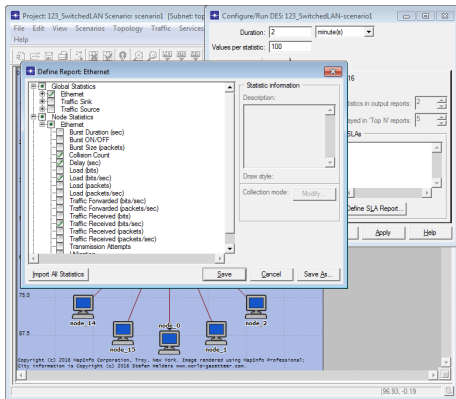 Project: 123_SwitchedLAN Scenario: scenario1 [Subnet: top
File Edit View Scenarios Topology Traffic Services
Help
Configure/Run DES: 123_SwitchedLAN-scenario1
Duration: 2 minute(s)
Values per statistic: 100
16
tistics in output reports: 2
ayed in 'Top N' reports: 5
SLAs
Define SLA Report...
Apply Help
Define Report: Ethernet
Global Statistics
Ethernet
Traffic Sink
Traffic Source
Node Statistics
Ethernet
Burst Duration (sec)
Burst ON/OFF
Burst Size (packets)
Collision Count
Delay (sec)
Load (bits)
Load (bits/sec)
Load (packets)
Load (packets/sec)
Traffic Forwarded (bits/sec)
Traffic Forwarded (packets/sec)
Traffic Received (bits)
Traffic Received (bits/sec)
Traffic Received (packets)
Traffic Received (packets/sec)
Transmission Attempts
Statistic information
Description:
Draw style:
Collection mode: Modify...
Import All Statistics Save Cancel Save As...
75.0
node_14 node_0 node_2
87.5
node_15 node_1
Copyright (c) 2016 MapInfo Corporation, Troy, New York. Image rendered using MapInfo Professional;
City information is Copyright (c) 2016 Stefan Helders www.world-gazetteer.com.
96.93, -0.19